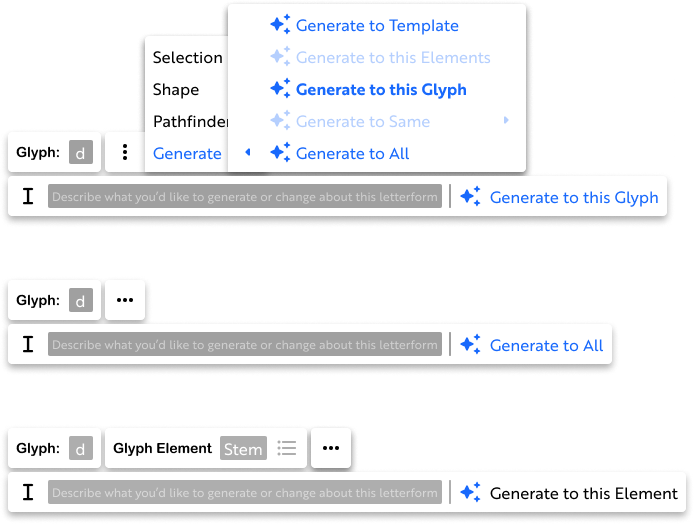 Generate to Template
Selection
Generate to this Elements
Shape
Generate to this Glyph
Pathfinder
Generate to Same
Glyph: d
Generate
Generate to All
Describe what you'd like to generate or change about this letterform
Generate to this Glyph
Glyph: d
Describe what you'd like to generate or change about this letterform
Generate to All
Glyph: d
Glyph Element Stem
Describe what you'd like to generate or change about this letterform
Generate to this Element